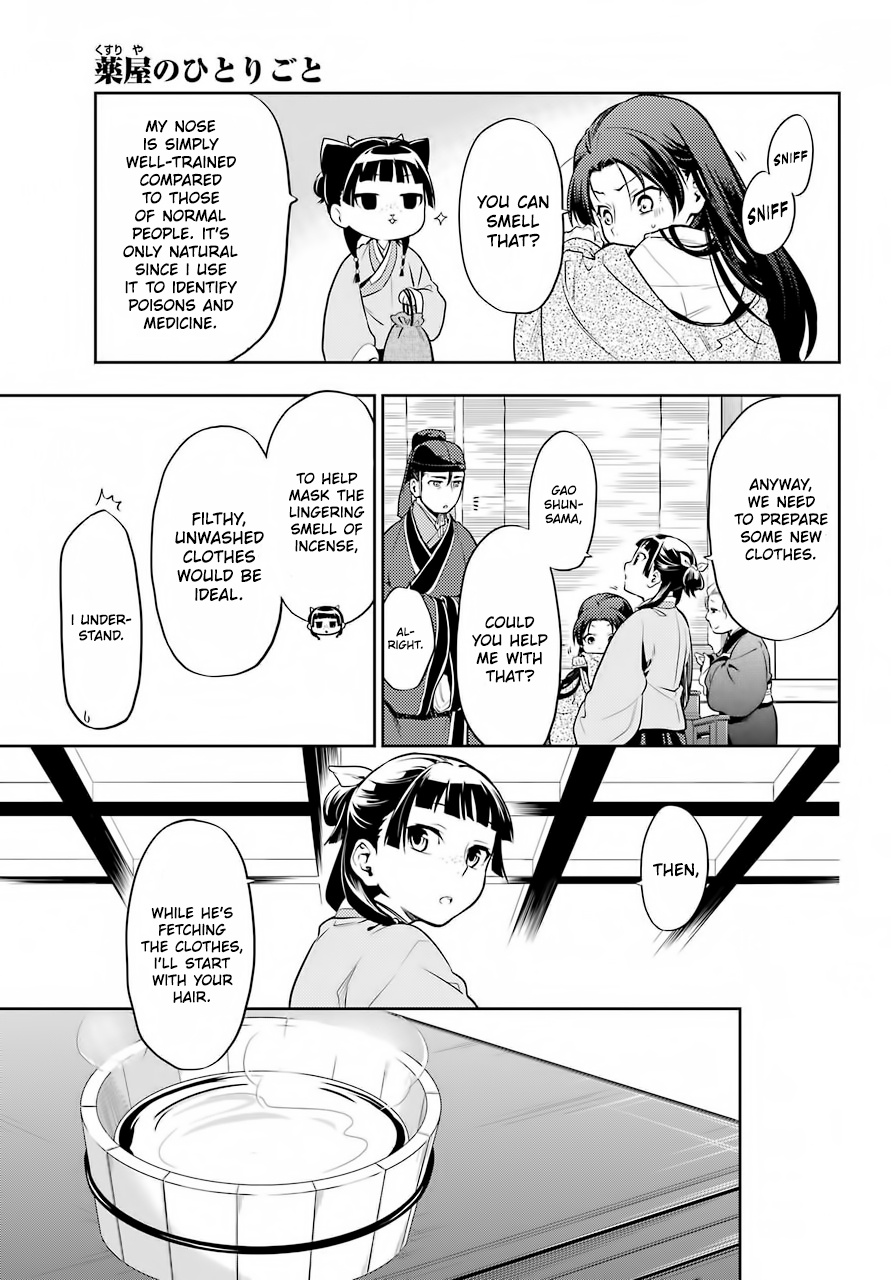 くすり や
薬屋のひとりごと
SNIFF
SNIFF
YOU CAN
SMELL
THAT?
MY NOSE
IS SIMPLY
WELL-TRAINED
COMPARED
TO THOSE
OF NORMAL
PEOPLE. IT'S
ONLY NATURAL
SINCE I USE
IT TO IDENTIFY
POISONS AND
MEDICINE.
ANYWAY,
WE NEED
TO PREPARE
SOME NEW
CLOTHES.
GAO
SHUN-
SAMA,
COULD
YOU HELP
ME WITH
THAT?
AL-
RIGHT.
TO HELP
MASK THE
LINGERING
SMELL OF
INCENSE,
FILTHY,
UNWASHED
CLOTHES
WOULD BE
IDEAL.
I UNDER-
STAND.
THEN,
WHILE HE'S
FETCHING
THE CLOTHES,
I'LL START
WITH YOUR
HAIR.